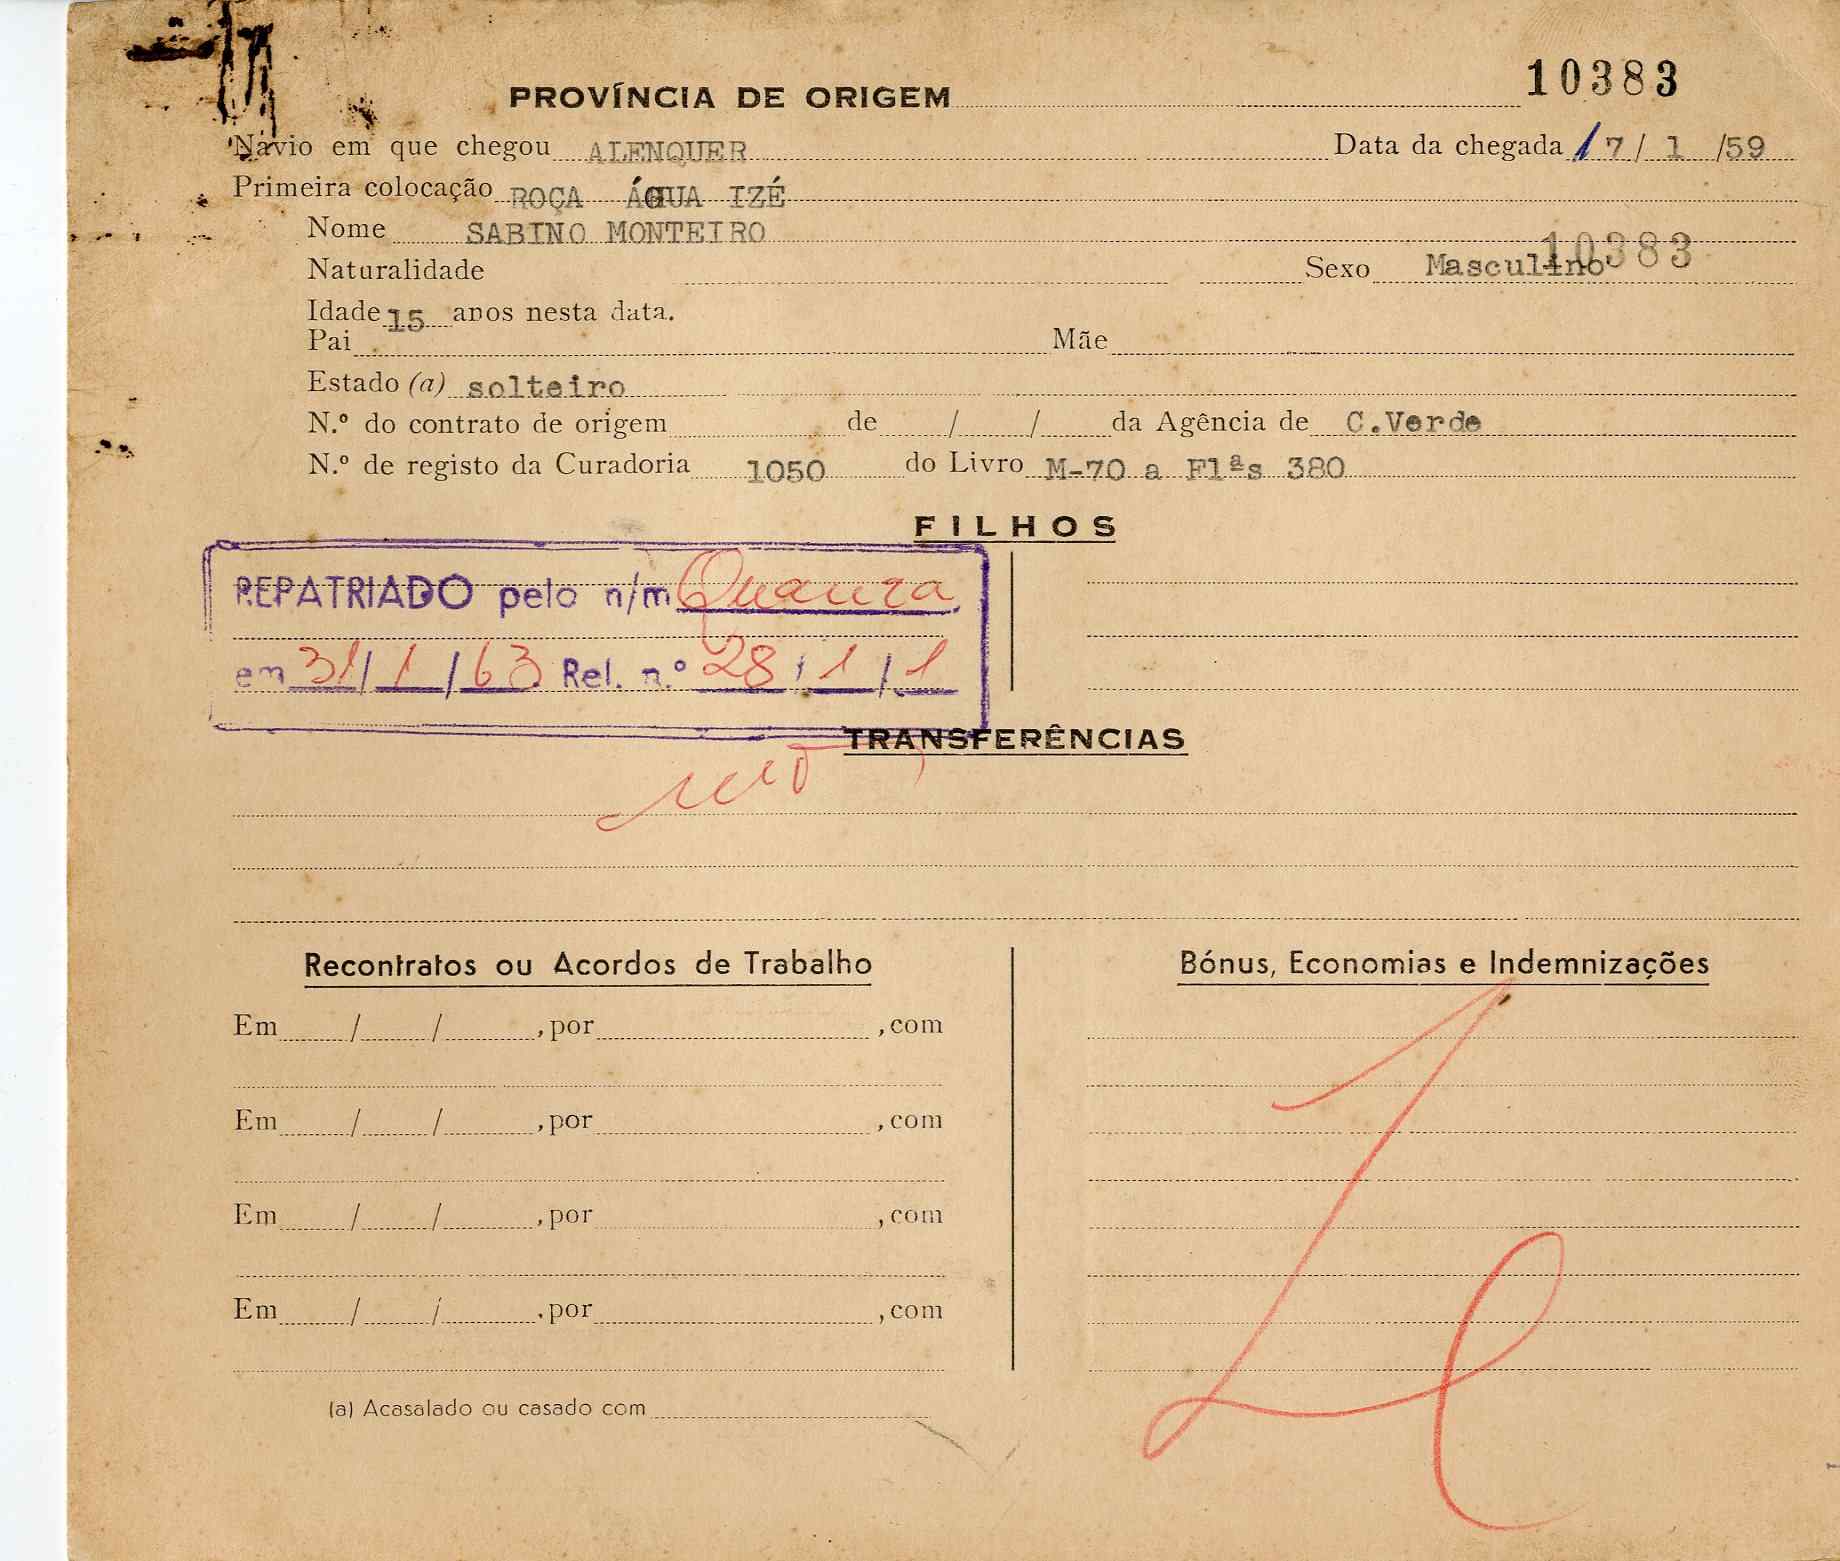 PROVÍNCIA DE ORIGEM 10383
Navio em que chegou ALENQUER Data da chegada 17/ 1 /59
Primeira colocação ROÇA ÁGUA IZÉ
Nome SABINO MONTEIRO 10383
Naturalidade Sexo Masculino
Idade 15 anos nesta data.
Pai Mãe
Estado (a) solteiro
N.º do contrato de origem de / / da Agência de C.Verde
N.º de registo da Curadoria 1050 do Livro M-70 a Flªs 380
FILHOS
REPATRIADO pelo n/m Quanza
em 31/ 1 / 63 Rel. n.º 28 / 1 / 1
TRANSFERÊNCIAS
Recontratos ou Acordos de Trabalho Bónus, Economias e Indemnizações
Em / / , por , com
Em / / , por , com
Em / / , por , com
Em / / , por , com
(a) Acasalado ou casado com